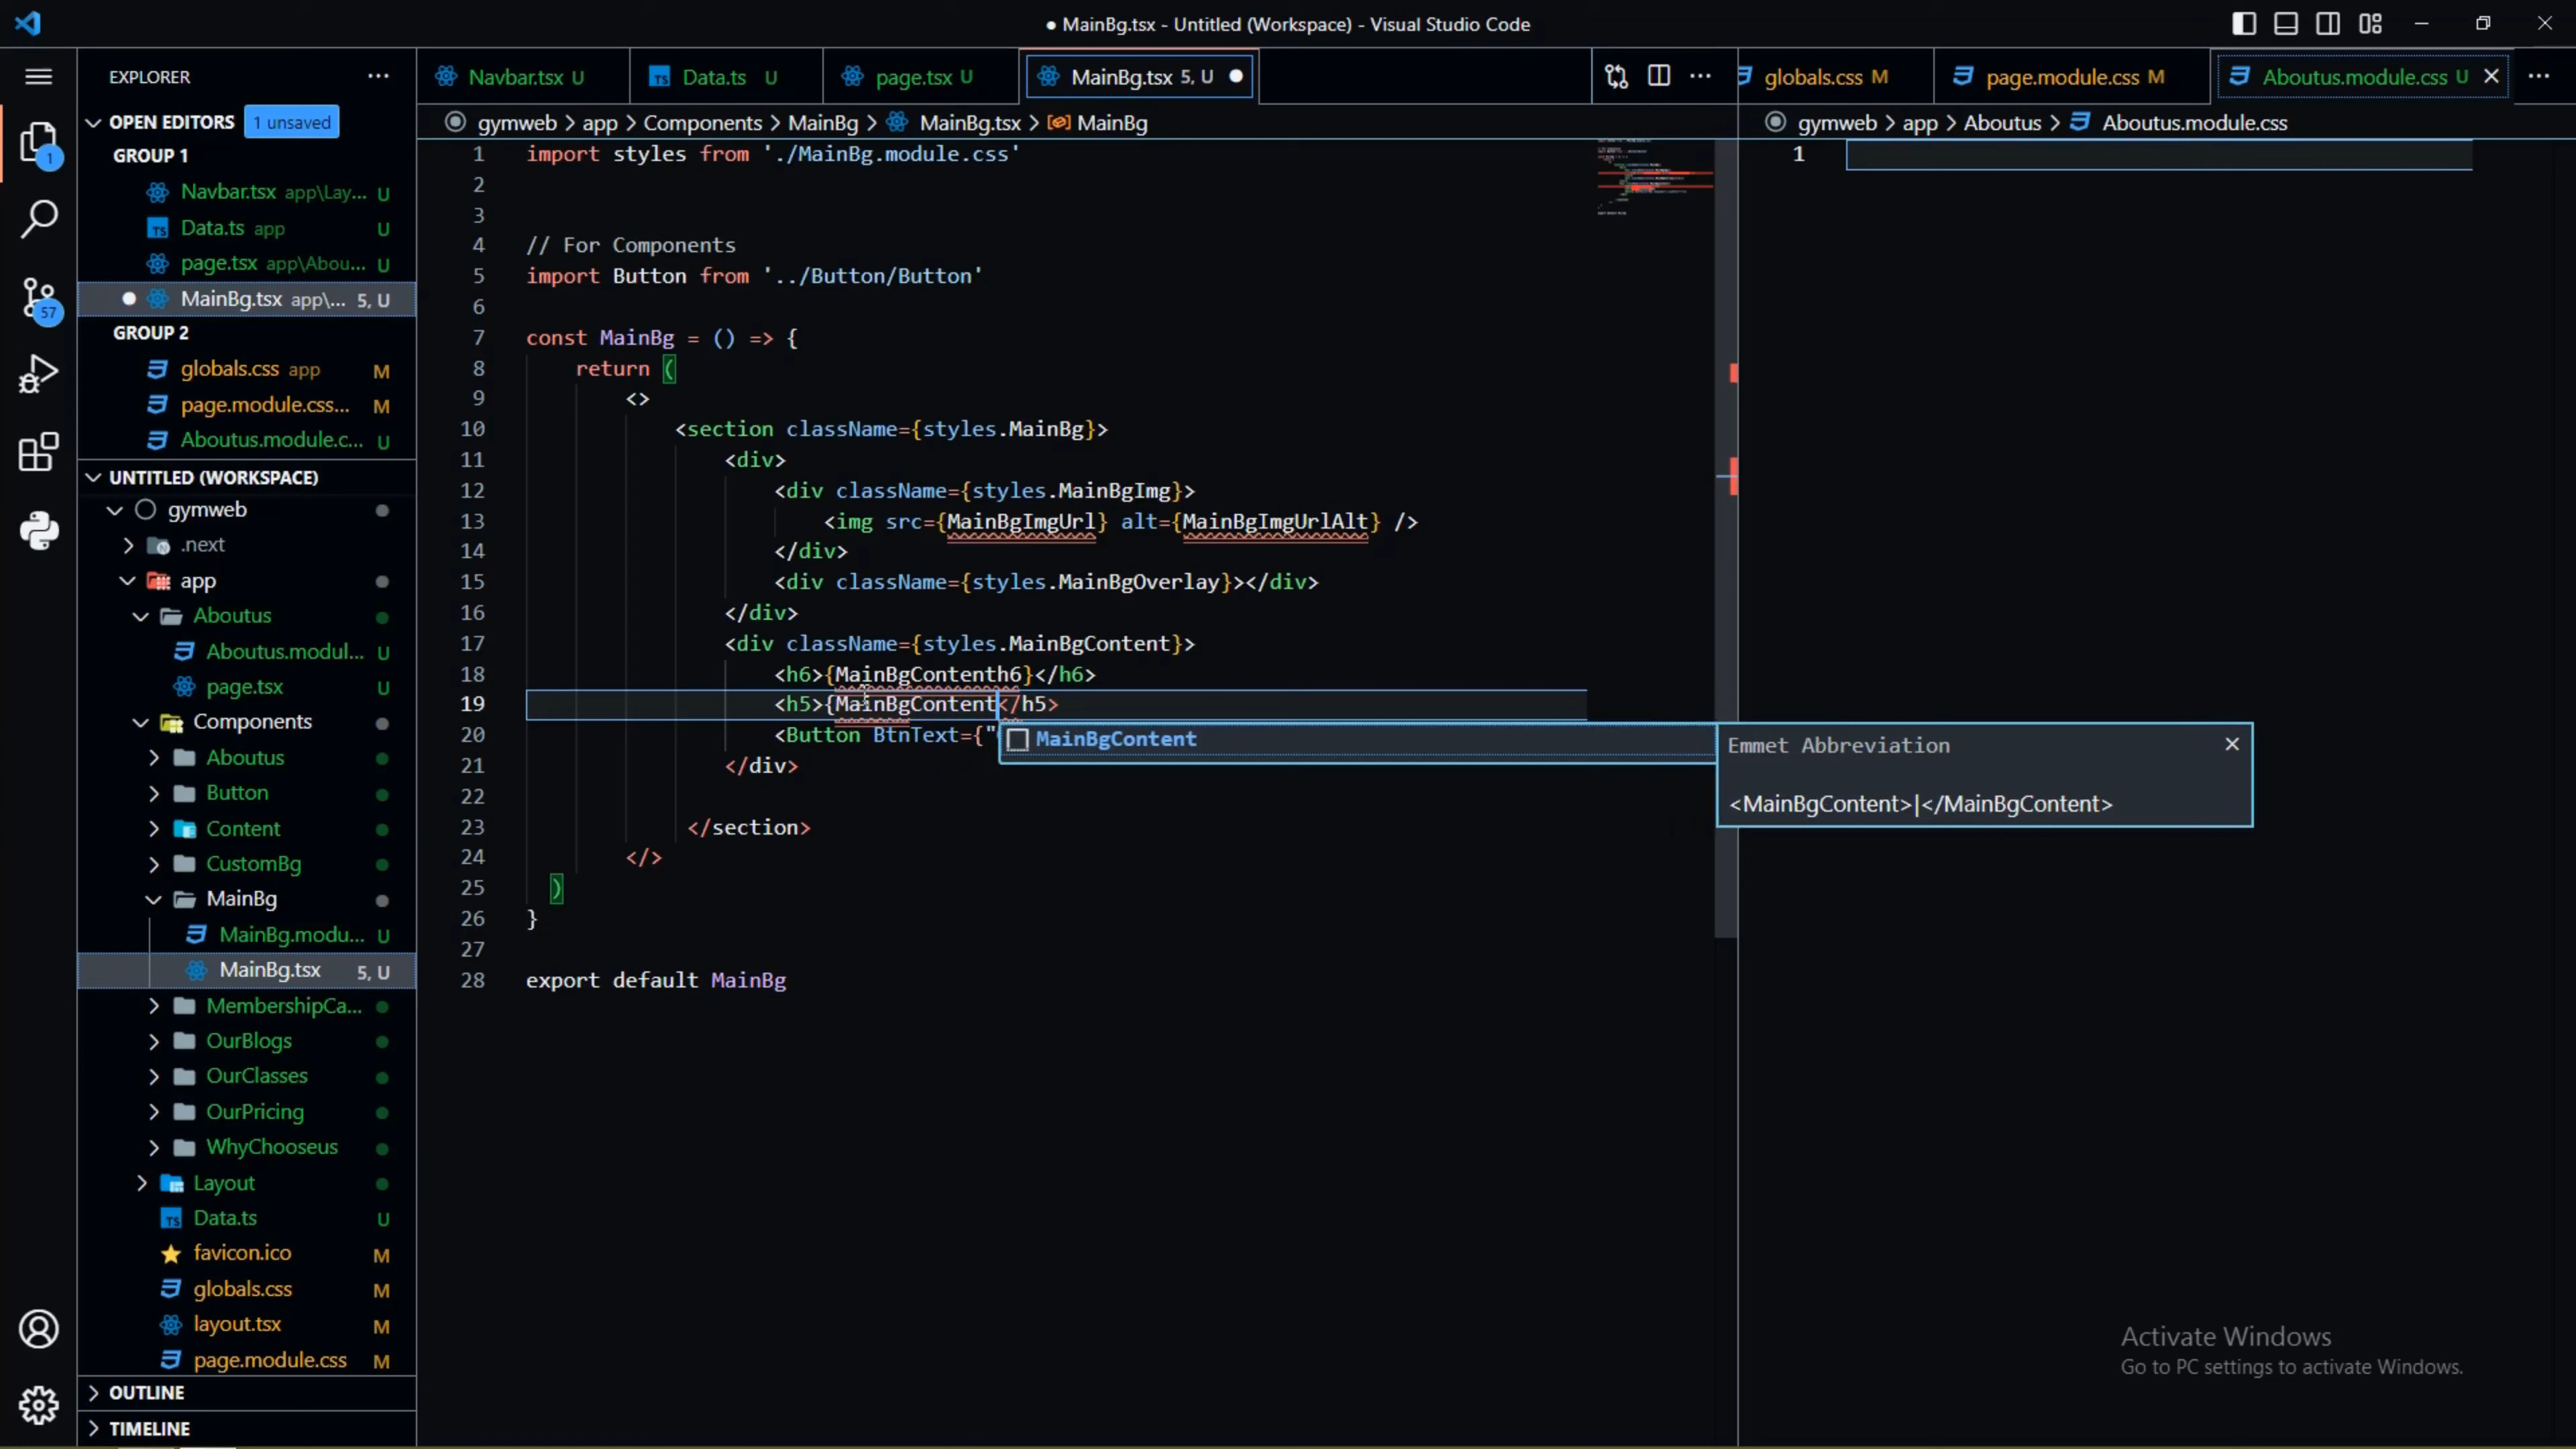 ● MainBg.tsx - Untitled (Workspace) - Visual Studio Code
EXPLORER
OPEN EDITORS 1 unsaved
GROUP 1
Navbar.tsx app\Lay... U
Data.ts app U
page.tsx app\Abou... U
MainBg.tsx app\... 5, U
GROUP 2
globals.css app M
page.module.css... M
Aboutus.module.c... U
UNTITLED (WORKSPACE)
gymweb
.next
app
Aboutus
Aboutus.modul... U
page.tsx U
Components
Aboutus
Button
Content
CustomBg
MainBg
MainBg.modu... U
MainBg.tsx 5, U
MembershipCa...
OurBlogs
OurClasses
OurPricing
WhyChooseus
Layout
Data.ts U
favicon.ico M
globals.css M
layout.tsx M
page.module.css M
OUTLINE
TIMELINE
1
57
Navbar.tsx U
Data.ts U
page.tsx U
MainBg.tsx 5, U
gymweb > app > Components > MainBg > MainBg.tsx > MainBg
1 import styles from './MainBg.module.css'
2
3
4 // For Components
5 import Button from '../Button/Button'
6
7 const MainBg = () => {
8 return (
9 <>
10 <section className={styles.MainBg}>
11 <div>
12 <div className={styles.MainBgImg}>
13 <img src={MainBgImgUrl} alt={MainBgImgUrlAlt} />
14 </div>
15 <div className={styles.MainBgOverlay}></div>
16 </div>
17 <div className={styles.MainBgContent}>
18 <h6>{MainBgContenth6}</h6>
19 <h5>{MainBgContent</h5>
20 <Button BtnText={"
21 </div>
22
23 </section>
24 </>
25 )
26 }
27
28 export default MainBg
MainBgContent
Emmet Abbreviation
<MainBgContent>|</MainBgContent>
globals.css M
page.module.css M
Aboutus.module.css U
gymweb > app > Aboutus > Aboutus.module.css
1
Activate Windows
Go to PC settings to activate Windows.